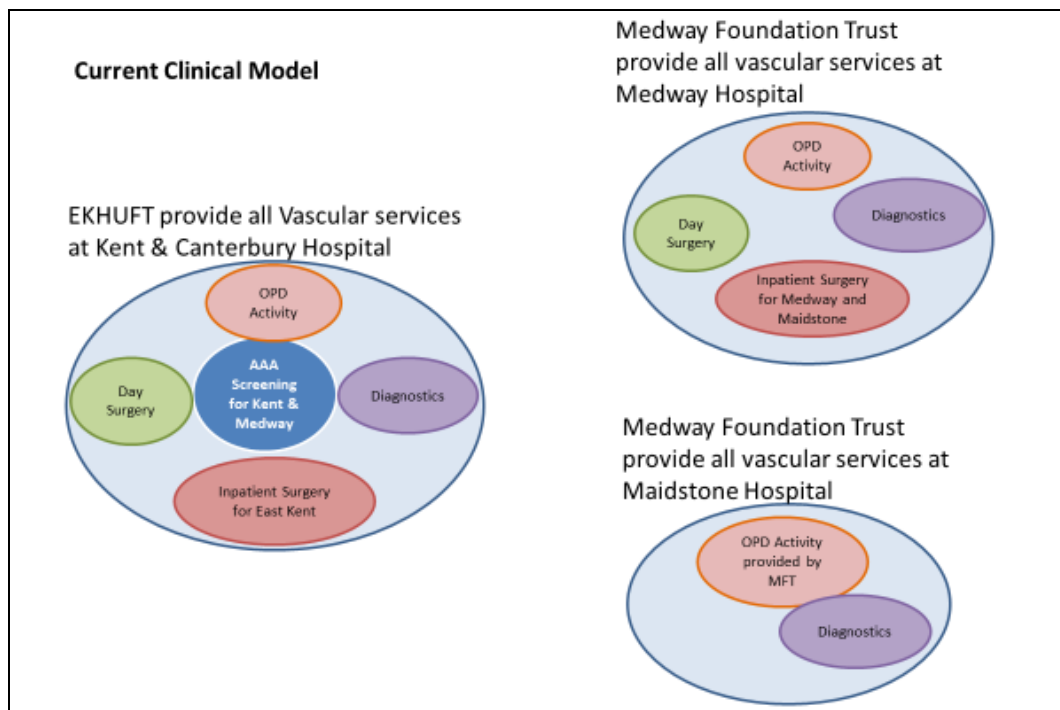 Current Clinical Model
EKHUFT provide all Vascular services
at Kent & Canterbury Hospital
OPD
Activity
AAA
Screening
for Kent &
Medway
Day
Surgery
Diagnostics
Inpatient Surgery
for East Kent
Medway Foundation Trust
provide all vascular services at
Medway Hospital
OPD
Activity
Day
Surgery
Diagnostics
Inpatient Surgery
for Medway and
Maidstone
Medway Foundation Trust
provide all vascular services at
Maidstone Hospital
OPD Activity
provided by
MFT
Diagnostics